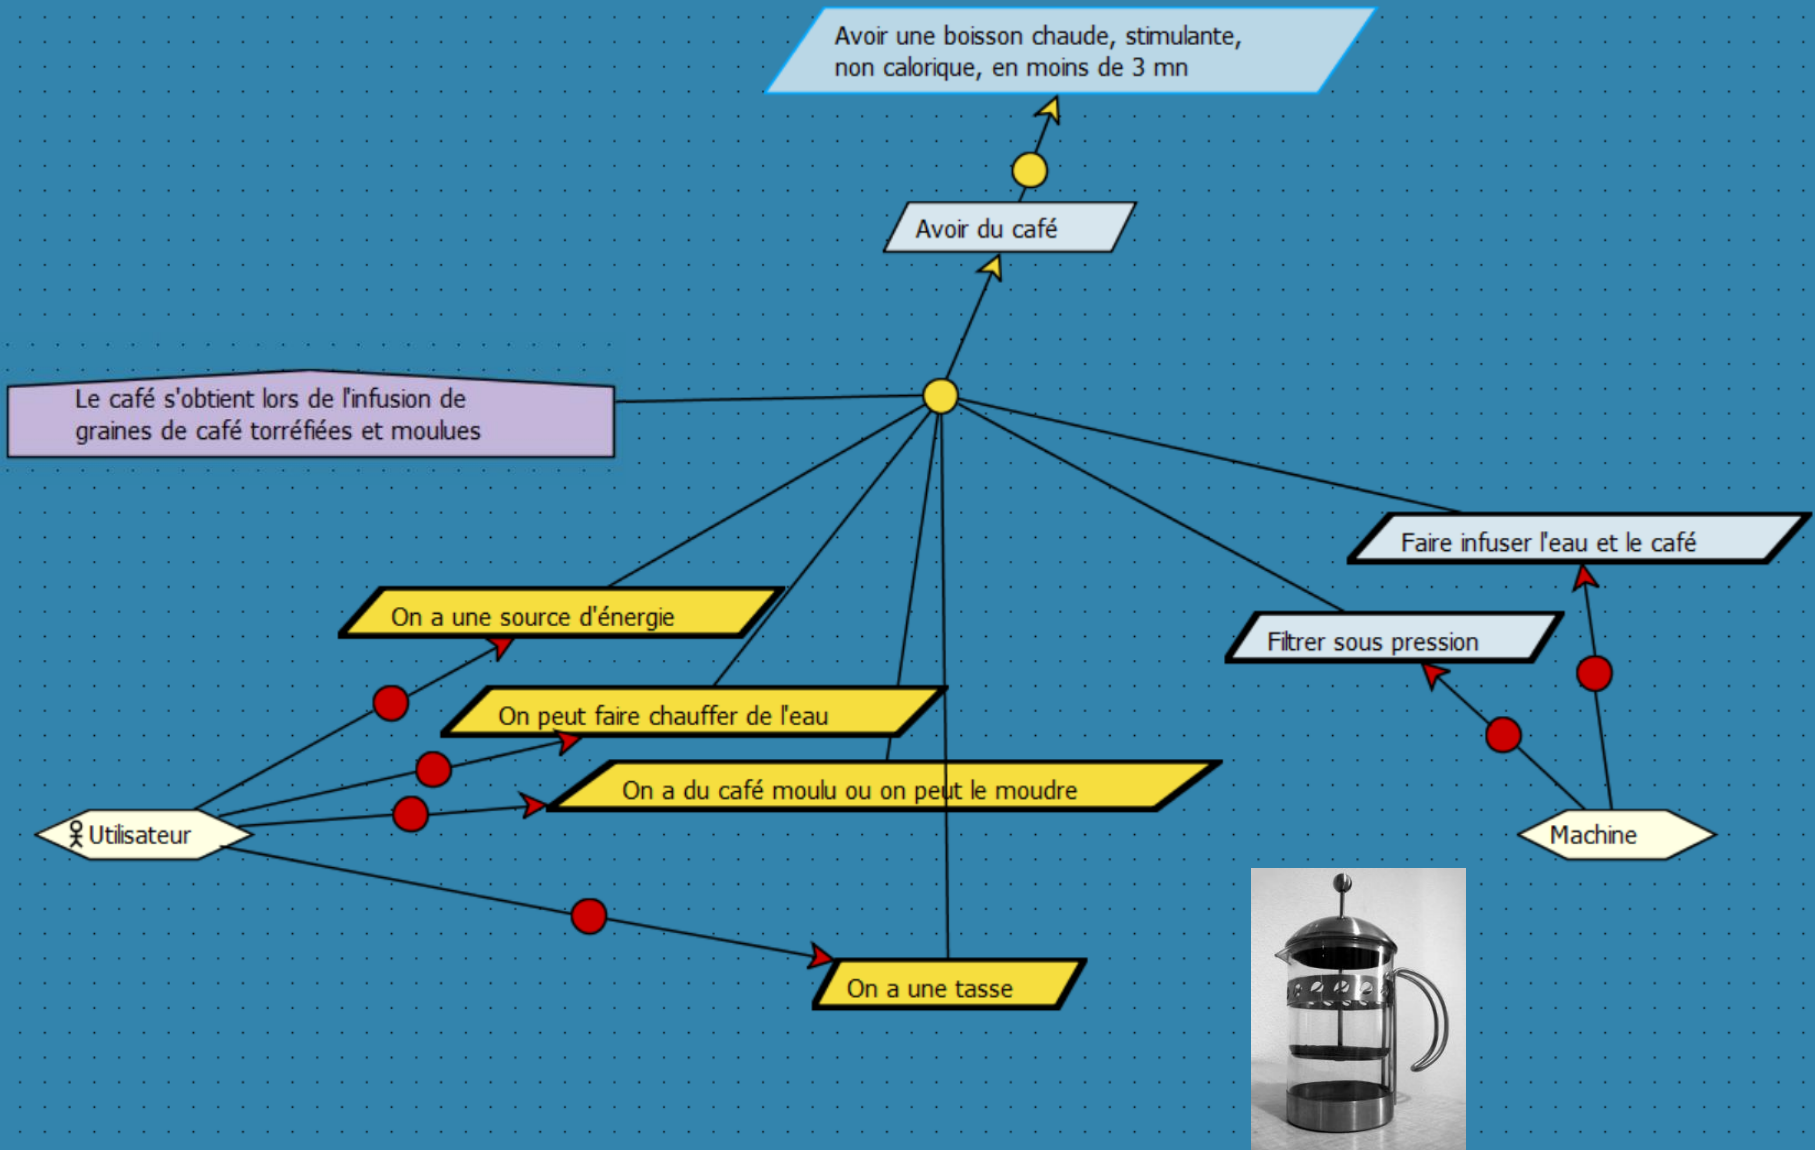 Avoir une boisson chaude, stimulante,
non calorique, en moins de 3 mn
Avoir du café
Le café s'obtient lors de l'infusion de
graines de café torréfiées et moulues
Faire infuser l'eau et le café
On a une source d'énergie
Filtrer sous pression
On peut faire chauffer de l'eau
On a du café moulu ou on peut le moudre
Utilisateur
Machine
On a une tasse